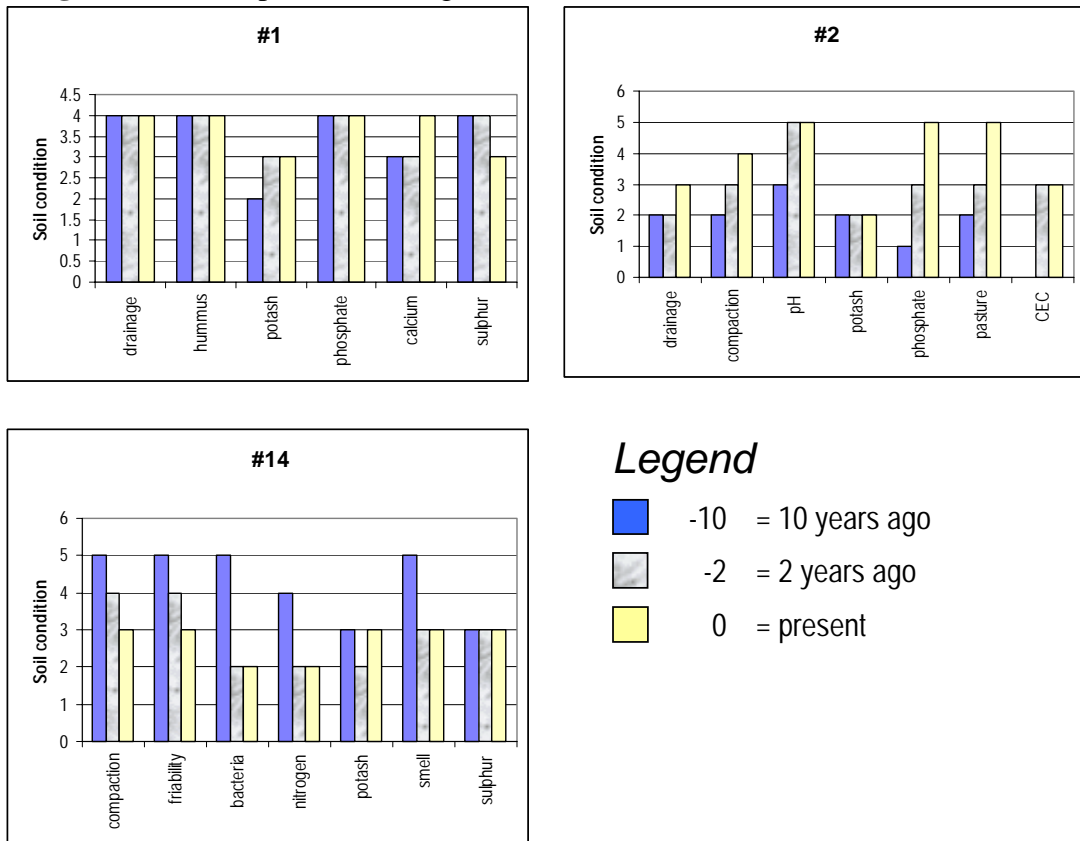 #1
Soil condition
4.5
4
3.5
3
2.5
2
1.5
1
0.5
0
drainage
hummus
potash
phosphate
calcium
sulphur
#2
Soil condition
6
5
4
3
2
1
0
drainage
compaction
pH
potash
phosphate
pasture
CEC
#14
Soil condition
6
5
4
3
2
1
0
compaction
friability
bacteria
nitrogen
potash
smell
sulphur
Legend
-10 = 10 years ago
-2 = 2 years ago
0 = present